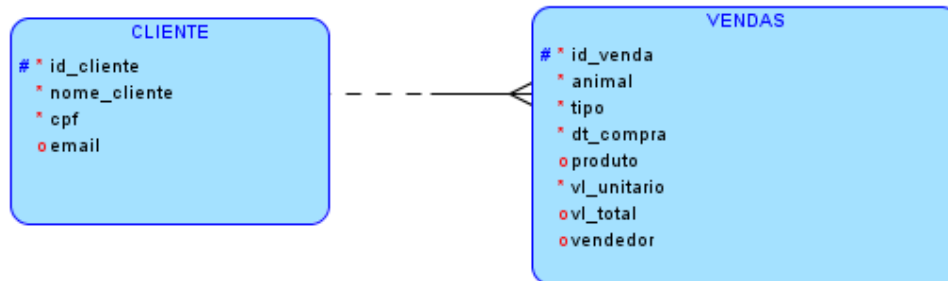 CLIENTE
# * id_cliente
* nome_cliente
* cpf
o email
VENDAS
# * id_venda
* animal
* tipo
* dt_compra
o produto
* vl_unitario
o vl_total
o vendedor